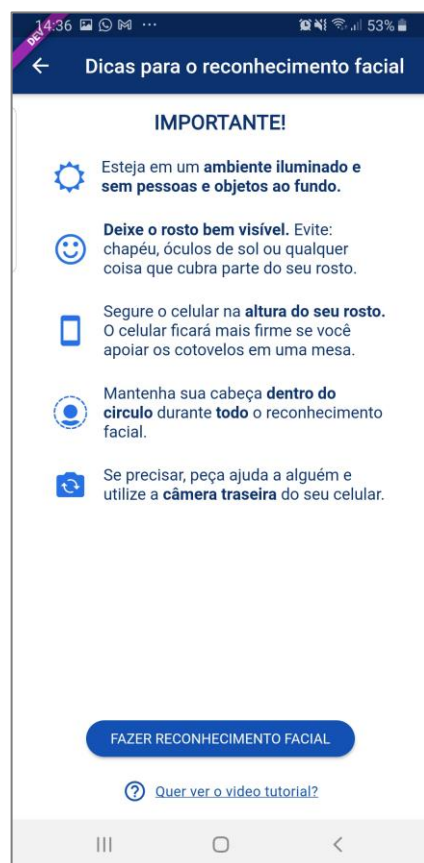 14:36 ... 53%
DEV
Dicas para o reconhecimento facial
IMPORTANTE!
Esteja em um ambiente iluminado e
sem pessoas e objetos ao fundo.
Deixe o rosto bem visível. Evite:
chapéu, óculos de sol ou qualquer
coisa que cubra parte do seu rosto.
Segure o celular na altura do seu rosto.
O celular ficará mais firme se você
apoiar os cotovelos em uma mesa.
Mantenha sua cabeça dentro do
circulo durante todo o reconhecimento
facial.
Se precisar, peça ajuda a alguém e
utilize a câmera traseira do seu celular.
FAZER RECONHECIMENTO FACIAL
Quer ver o video tutorial?